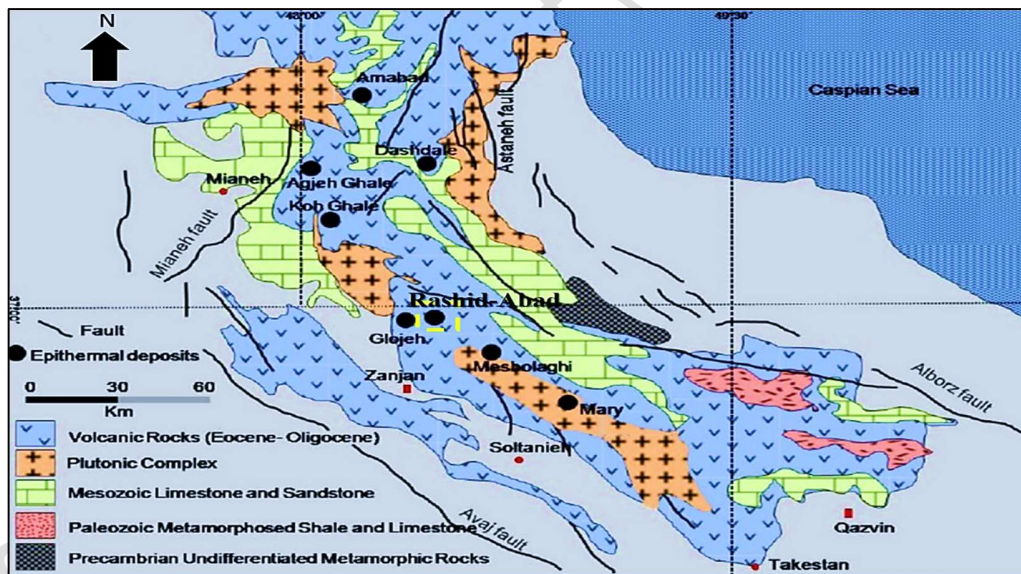 N
48°00'
49°30'
Amabad
Caspian Sea
Astaneh fault
Dashdale
Mianeh
Agjeh Ghale
Koh Ghale
Mianeh fault
37°00'
Rashid-Abad
Fault
Glojeh
Epithermal deposits
Mesbolaghi
0 30 60
Km
Zanjan
Mary
Alborz fault
Volcanic Rocks (Eocene- Oligocene)
Soltanieh
Plutonic Complex
Mesozoic Limestone and Sandstone
Avaj fault
Qazvin
Paleozoic Metamorphosed Shale and Limestone
Precambrian Undifferentiated Metamorphic Rocks
Takestan